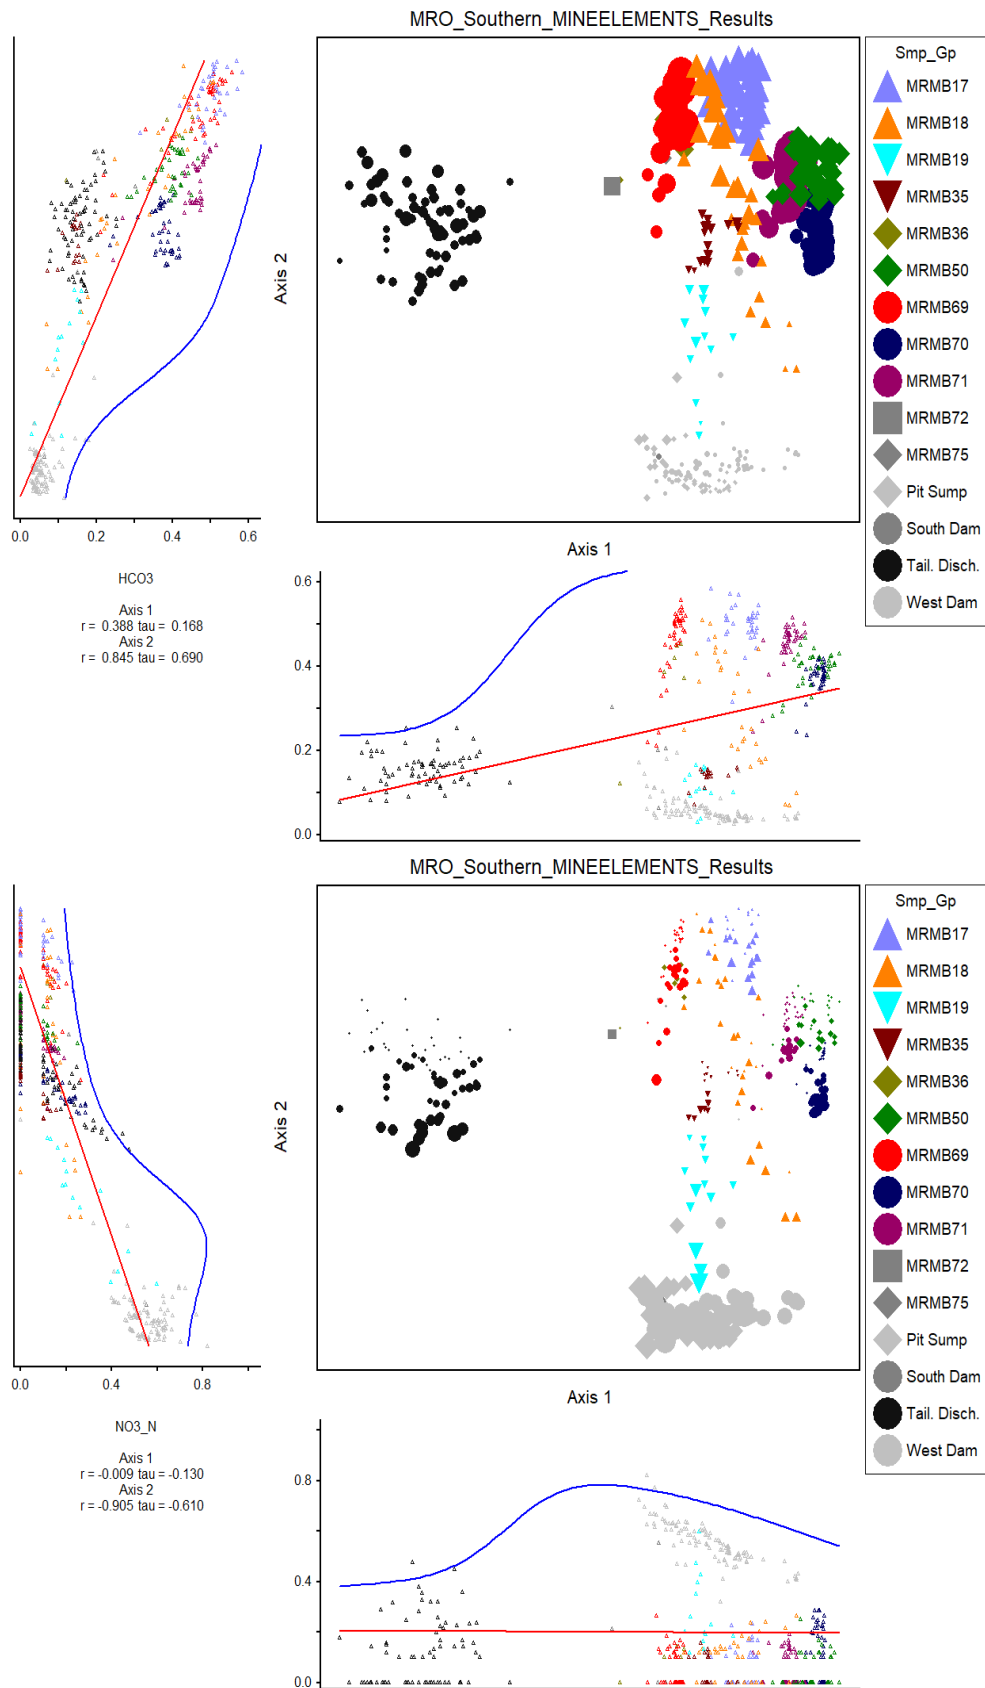 MRO_Southern_MINEELEMENTS_Results
Smp_Gp
MRMB17
MRMB18
MRMB19
MRMB35
MRMB36
MRMB50
MRMB69
MRMB70
MRMB71
MRMB72
MRMB75
Pit Sump
South Dam
Tail. Disch.
West Dam
Axis 2
0.0 0.2 0.4 0.6
Axis 1
HCO3
Axis 1
r = 0.388 tau = 0.168
Axis 2
r = 0.845 tau = 0.690
0.6
0.4
0.2
0.0
MRO_Southern_MINEELEMENTS_Results
Smp_Gp
MRMB17
MRMB18
MRMB19
MRMB35
MRMB36
MRMB50
MRMB69
MRMB70
MRMB71
MRMB72
MRMB75
Pit Sump
South Dam
Tail. Disch.
West Dam
Axis 2
0.0 0.4 0.8
Axis 1
NO3_N
Axis 1
r = -0.009 tau = -0.130
Axis 2
r = -0.905 tau = -0.610
0.8
0.4
0.0